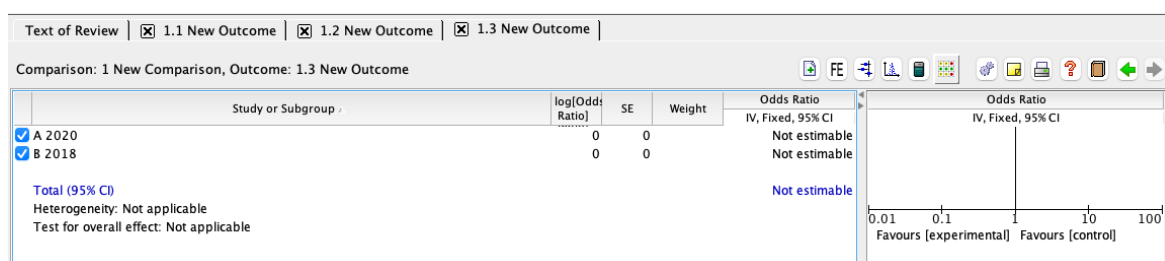 Text of Review 1.1 New Outcome 1.2 New Outcome 1.3 New Outcome
Comparison: 1 New Comparison, Outcome: 1.3 New Outcome FE
Study or Subgroup log[Odds Ratio] SE Weight Odds Ratio Odds Ratio
IV, Fixed, 95% CI IV, Fixed, 95% CI
A 2020 0 0 Not estimable
B 2018 0 0 Not estimable
Total (95% CI) Not estimable
Heterogeneity: Not applicable
Test for overall effect: Not applicable
0.01 0.1 1 10 100
Favours [experimental] Favours [control]